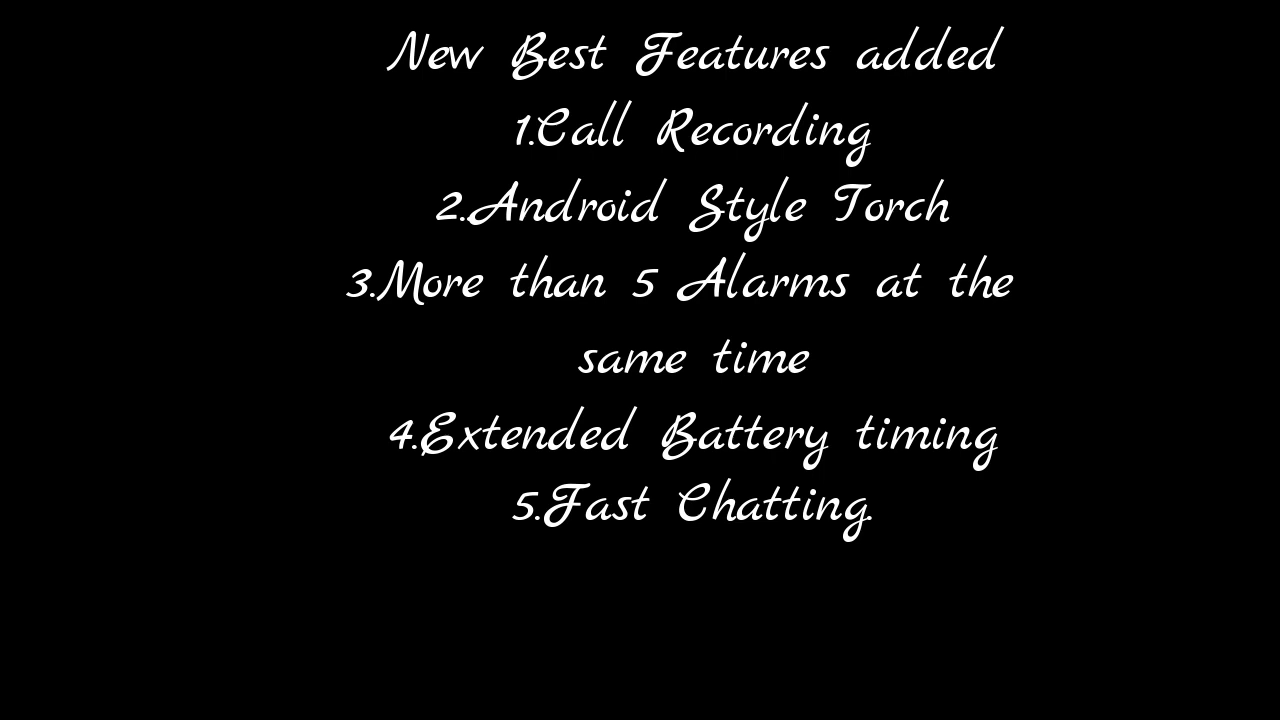 New Best Features added
1.Call Recording
2.Android Style Torch
3.More than 5 Alarms at the
same time
4.Extended Battery timing
5.Fast Chatting.